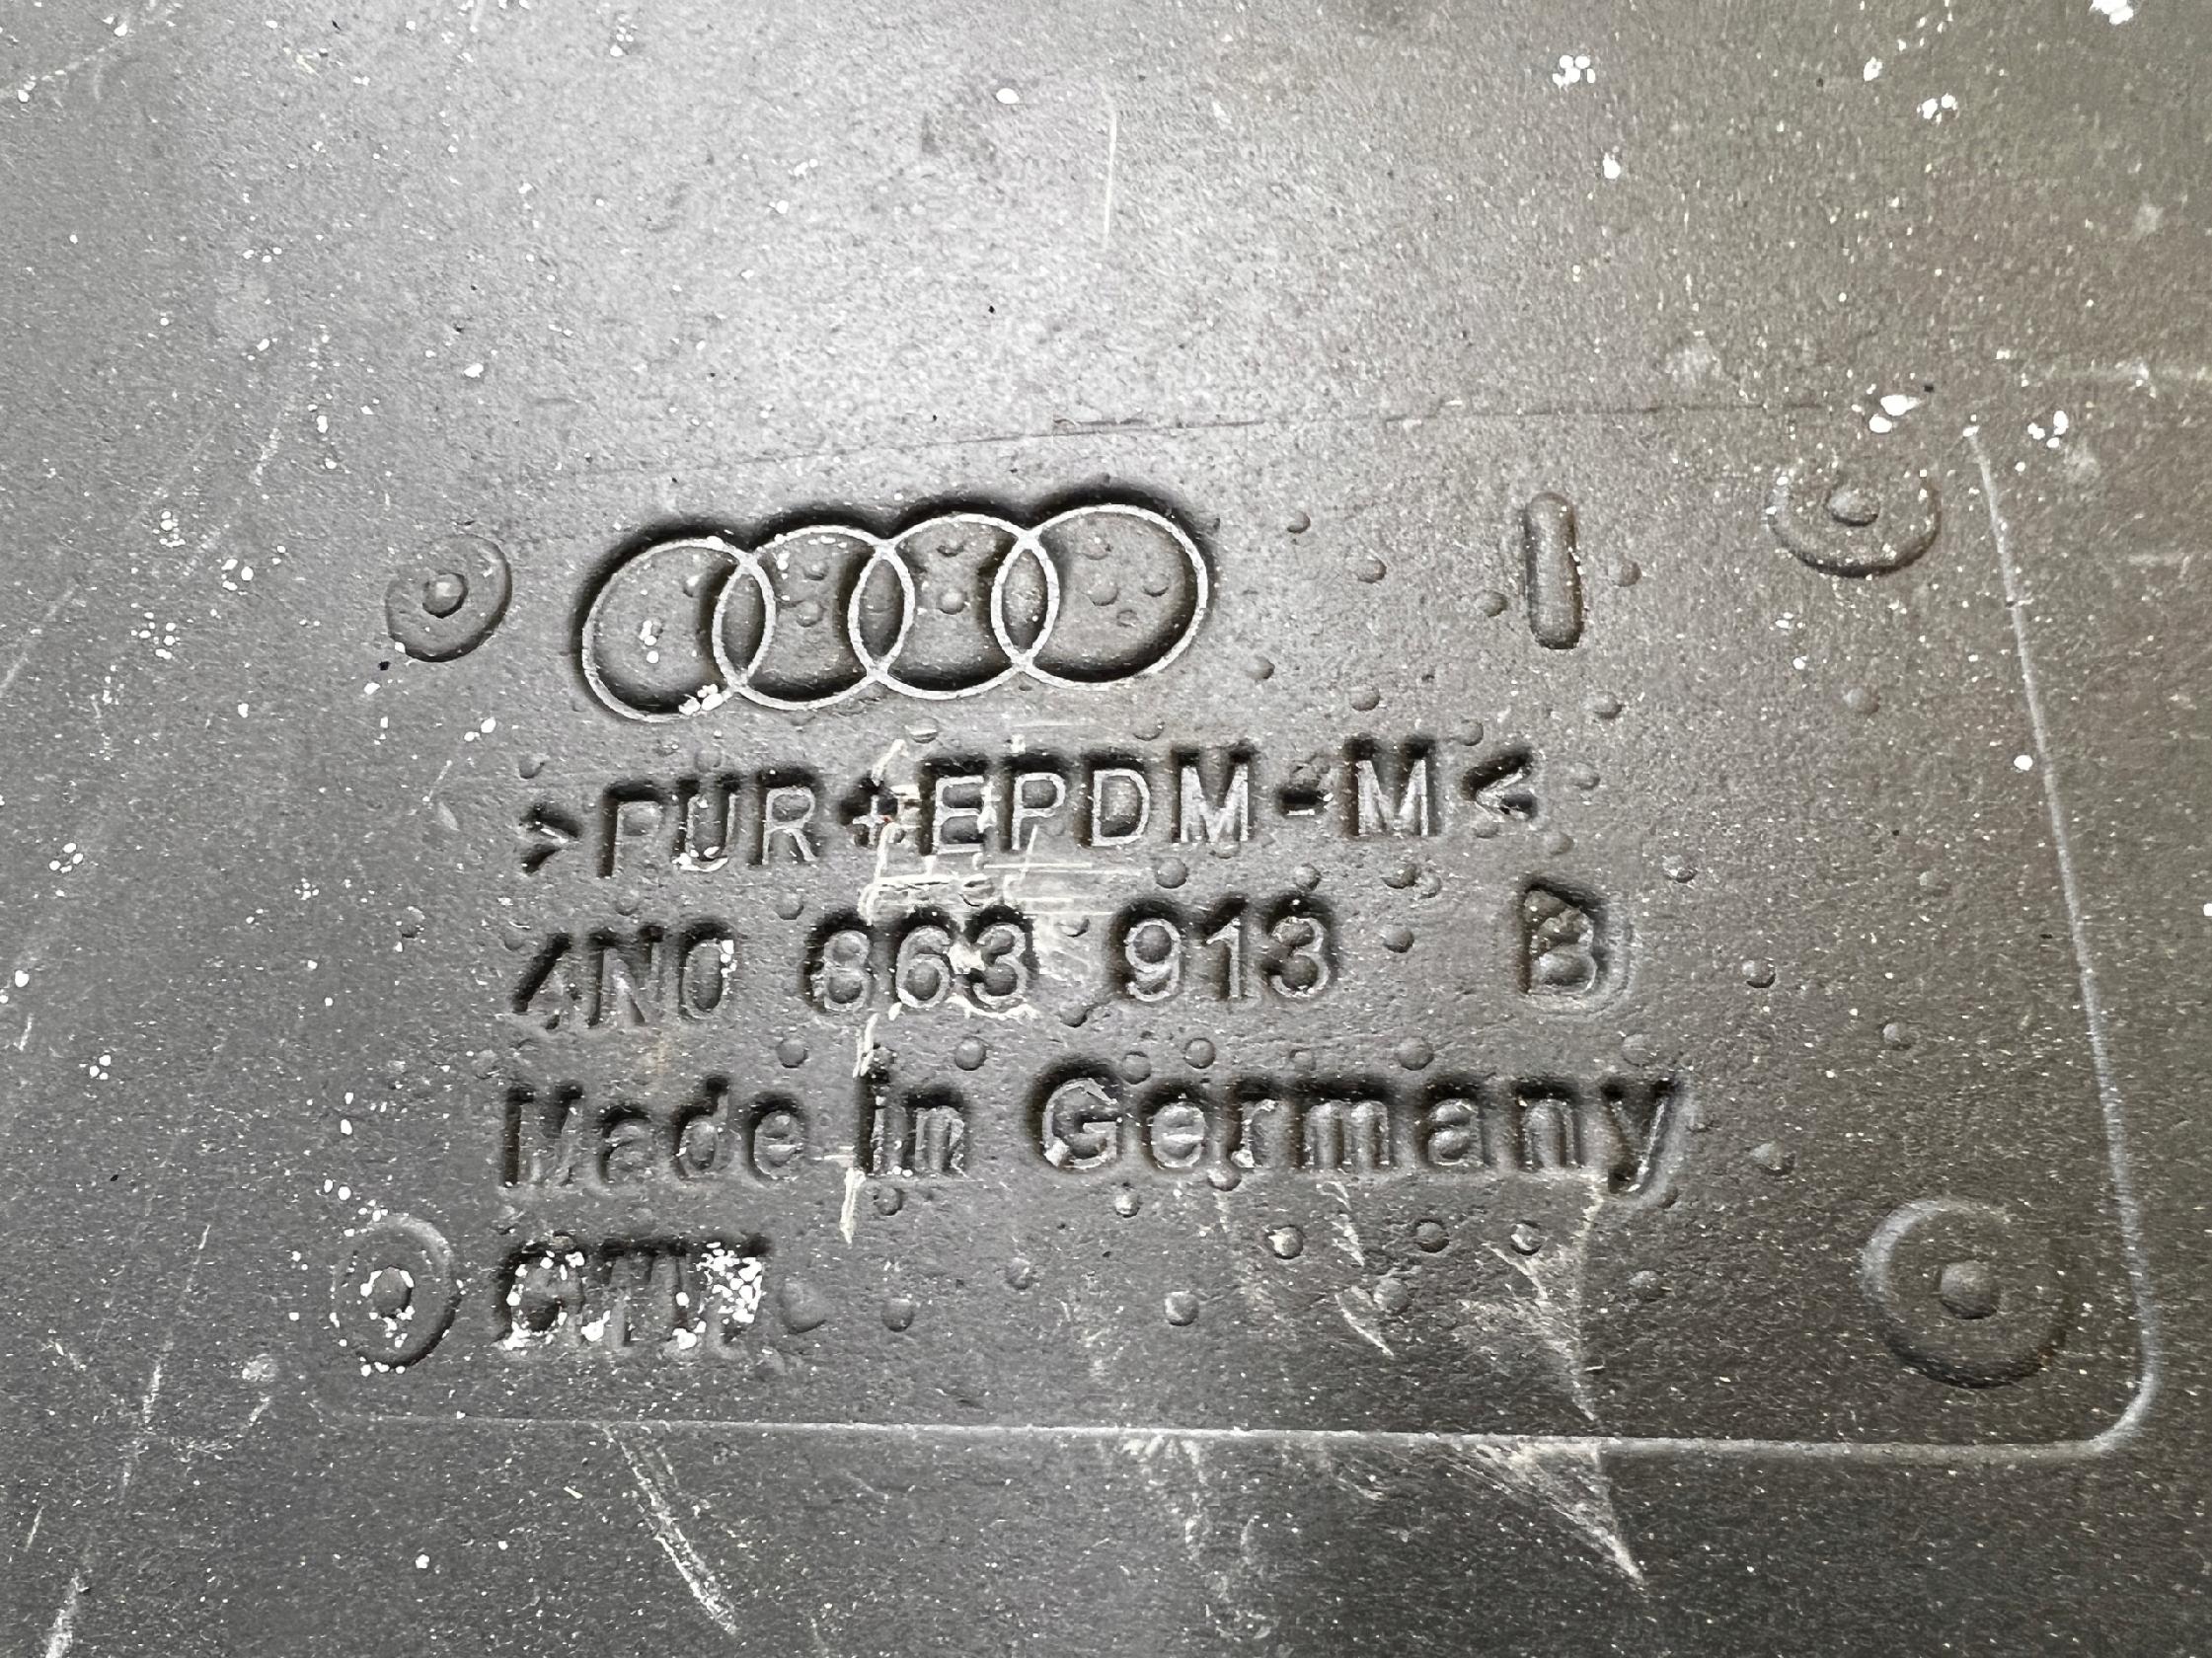 >PUR+EPDM-M<
4N0 863 913 B
Made in Germany